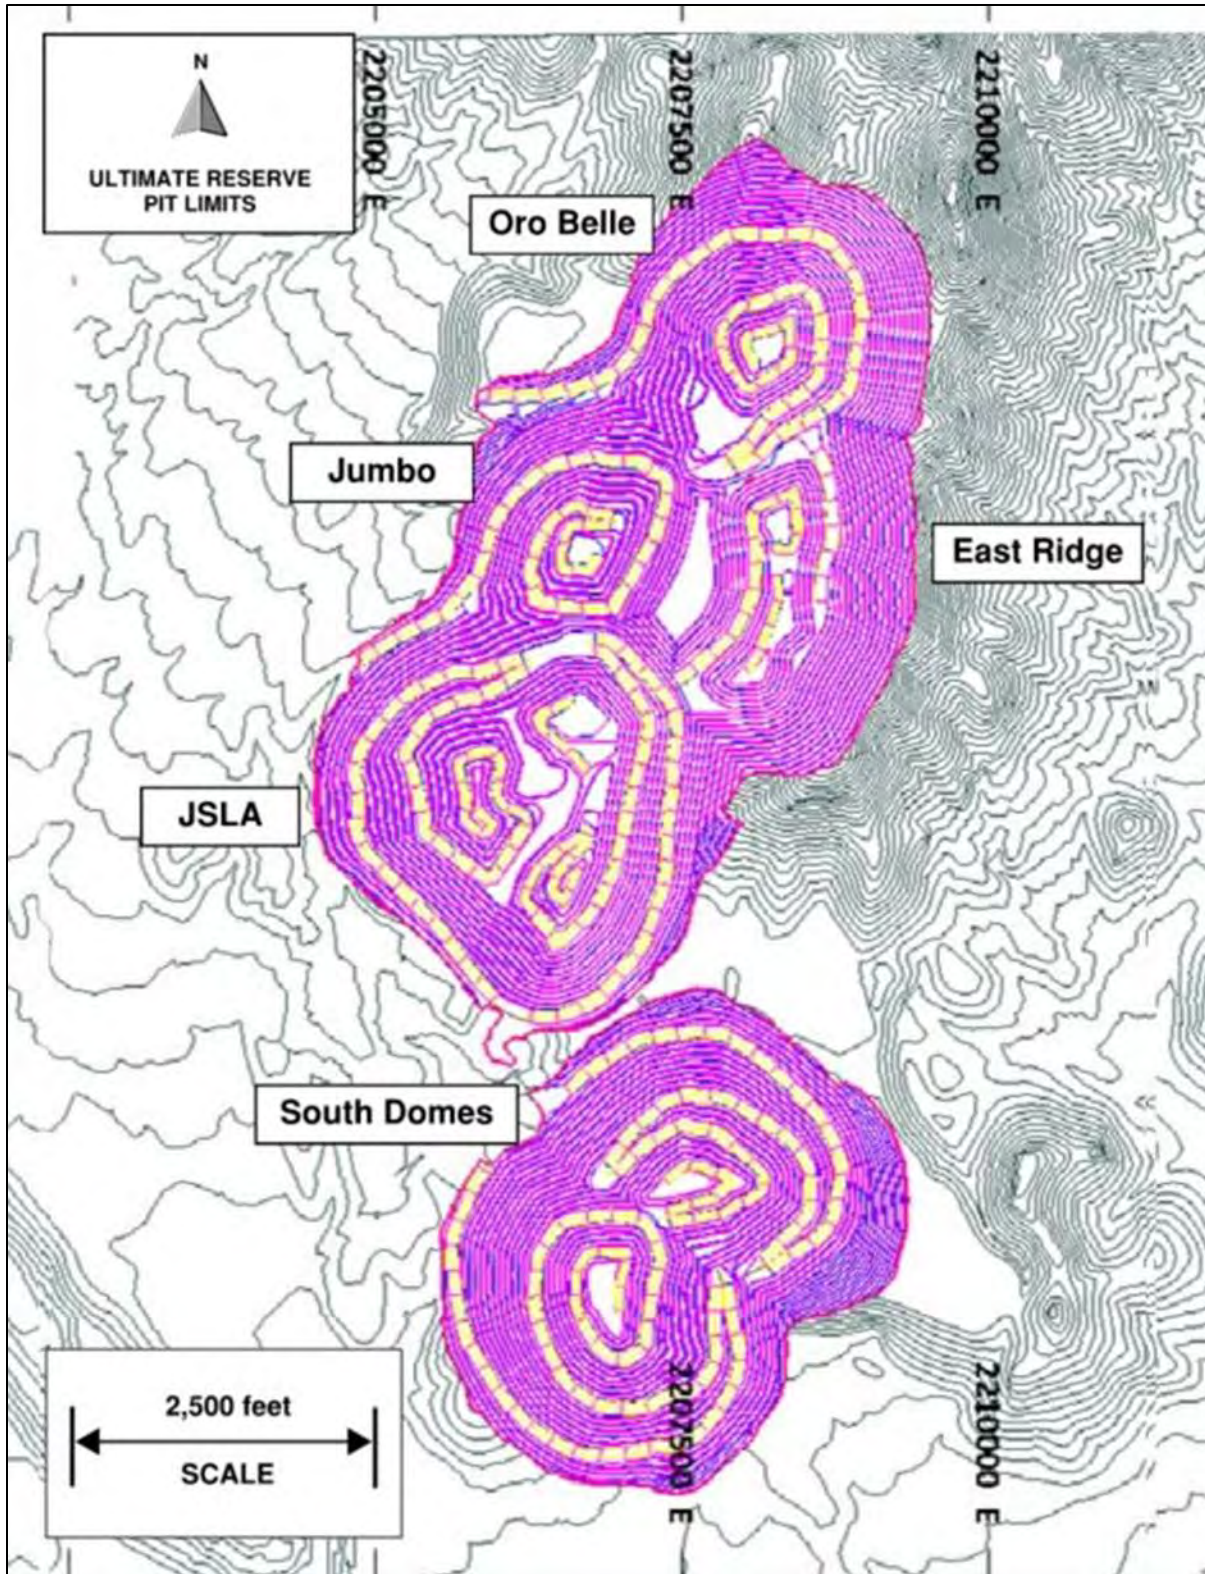 N
ULTIMATE RESERVE
PIT LIMITS
2205000 E
2207500 E
2210000 E
Oro Belle
Jumbo
East Ridge
JSLA
South Domes
2,500 feet
SCALE
2207500 E
2210000 E